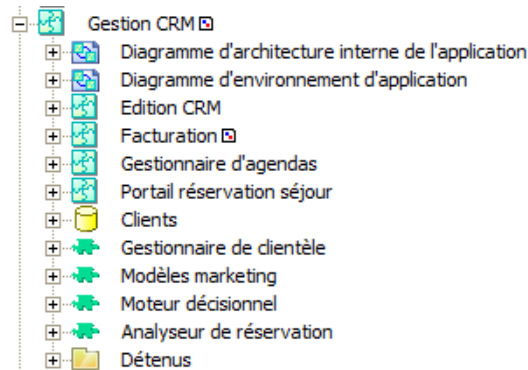 Gestion CRM
Diagramme d'architecture interne de l'application
Diagramme d'environnement d'application
Edition CRM
Facturation
Gestionnaire d'agendas
Portail réservation séjour
Clients
Gestionnaire de clientèle
Modèles marketing
Moteur décisionnel
Analyseur de réservation
Détenus